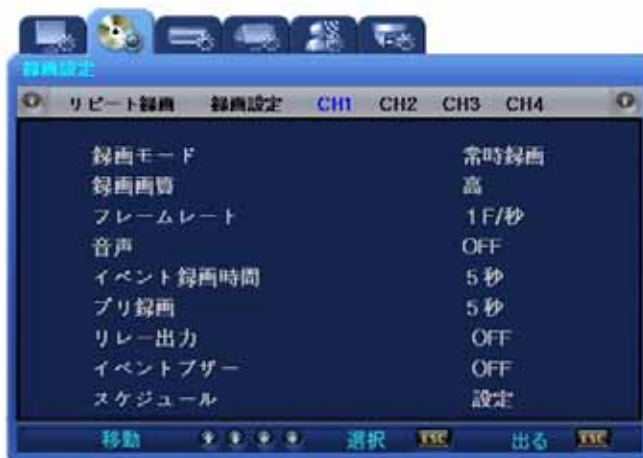 録画設定
リピート録画 録画設定 CH1 CH2 CH3 CH4
録画モード 常時録画
録画画質 高
フレームレート 1F/秒
音声 OFF
イベント録画時間 5秒
プリ録画 5秒
リレー出力 OFF
イベントブザー OFF
スケジュール 設定
移動 選択 ESC 出る ESC